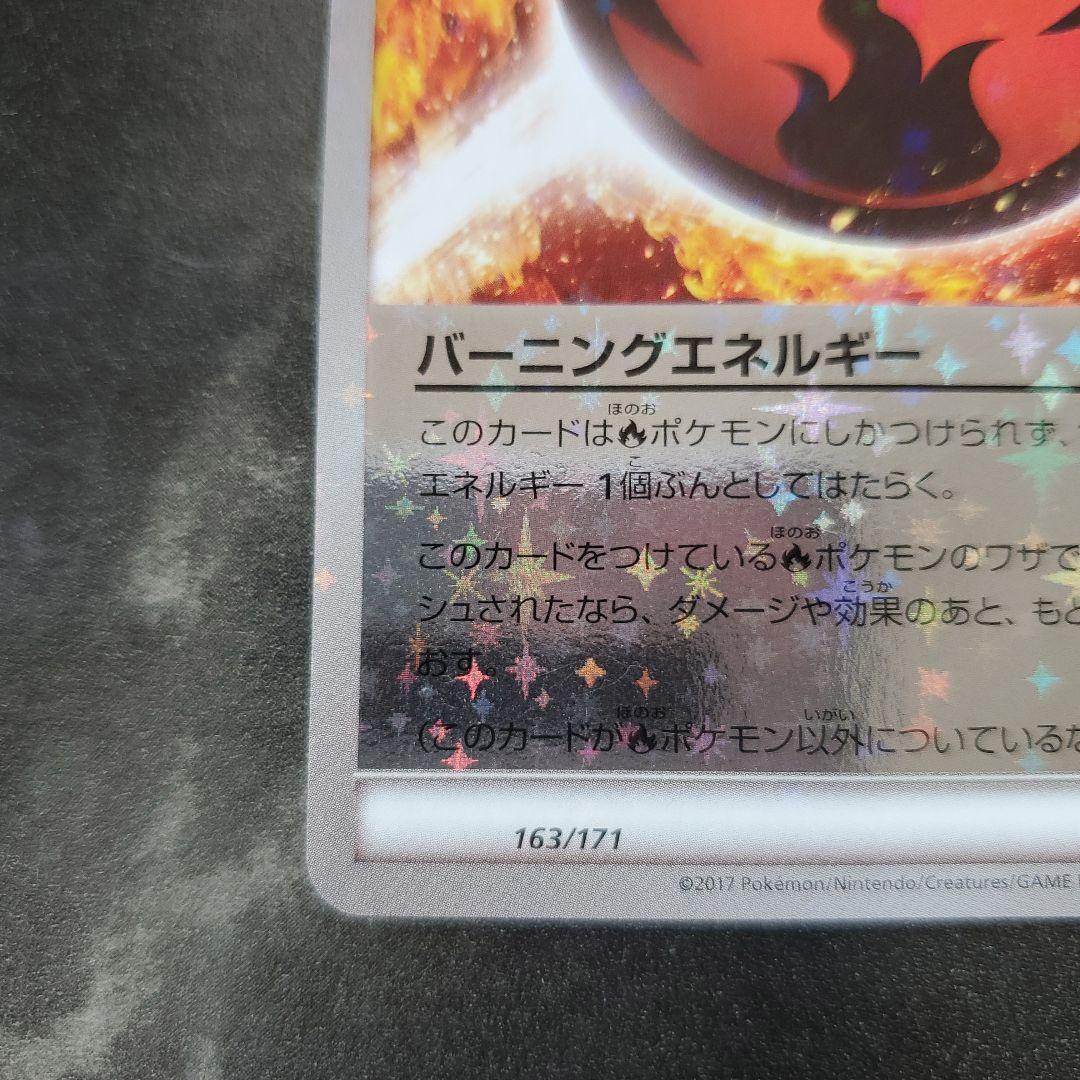 バーニングエネルギー
このカードは🔥ポケモンにしかつけられず、
ほのお
エネルギー 1個ぶんとしてはたらく。
こ
このカードをつけている🔥ポケモンのワザで
ほのお
シュされたなら、ダメージや効果のあと、もと
こうか
おす。
(このカードが🔥ポケモン以外についているな
ほのお いがい
163/171
©2017 Pokémon/Nintendo/Creatures/GAME